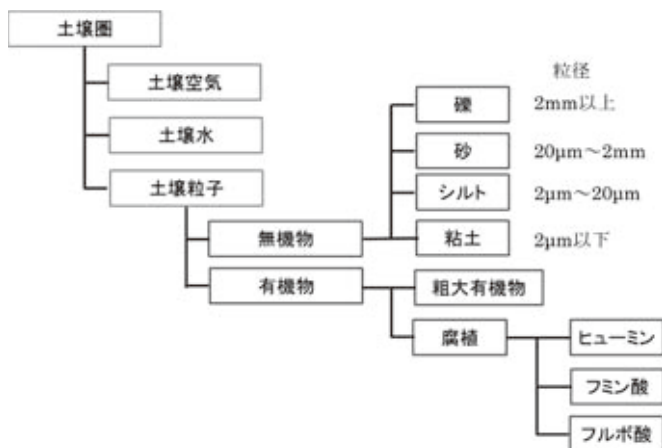 土壌圏
土壌空気
土壌水
土壌粒子
無機物
有機物
粒径
礫 2mm以上
砂 20μm～2mm
シルト 2μm～20μm
粘土 2μm以下
粗大有機物
腐植
ヒューミン
フミン酸
フルボ酸